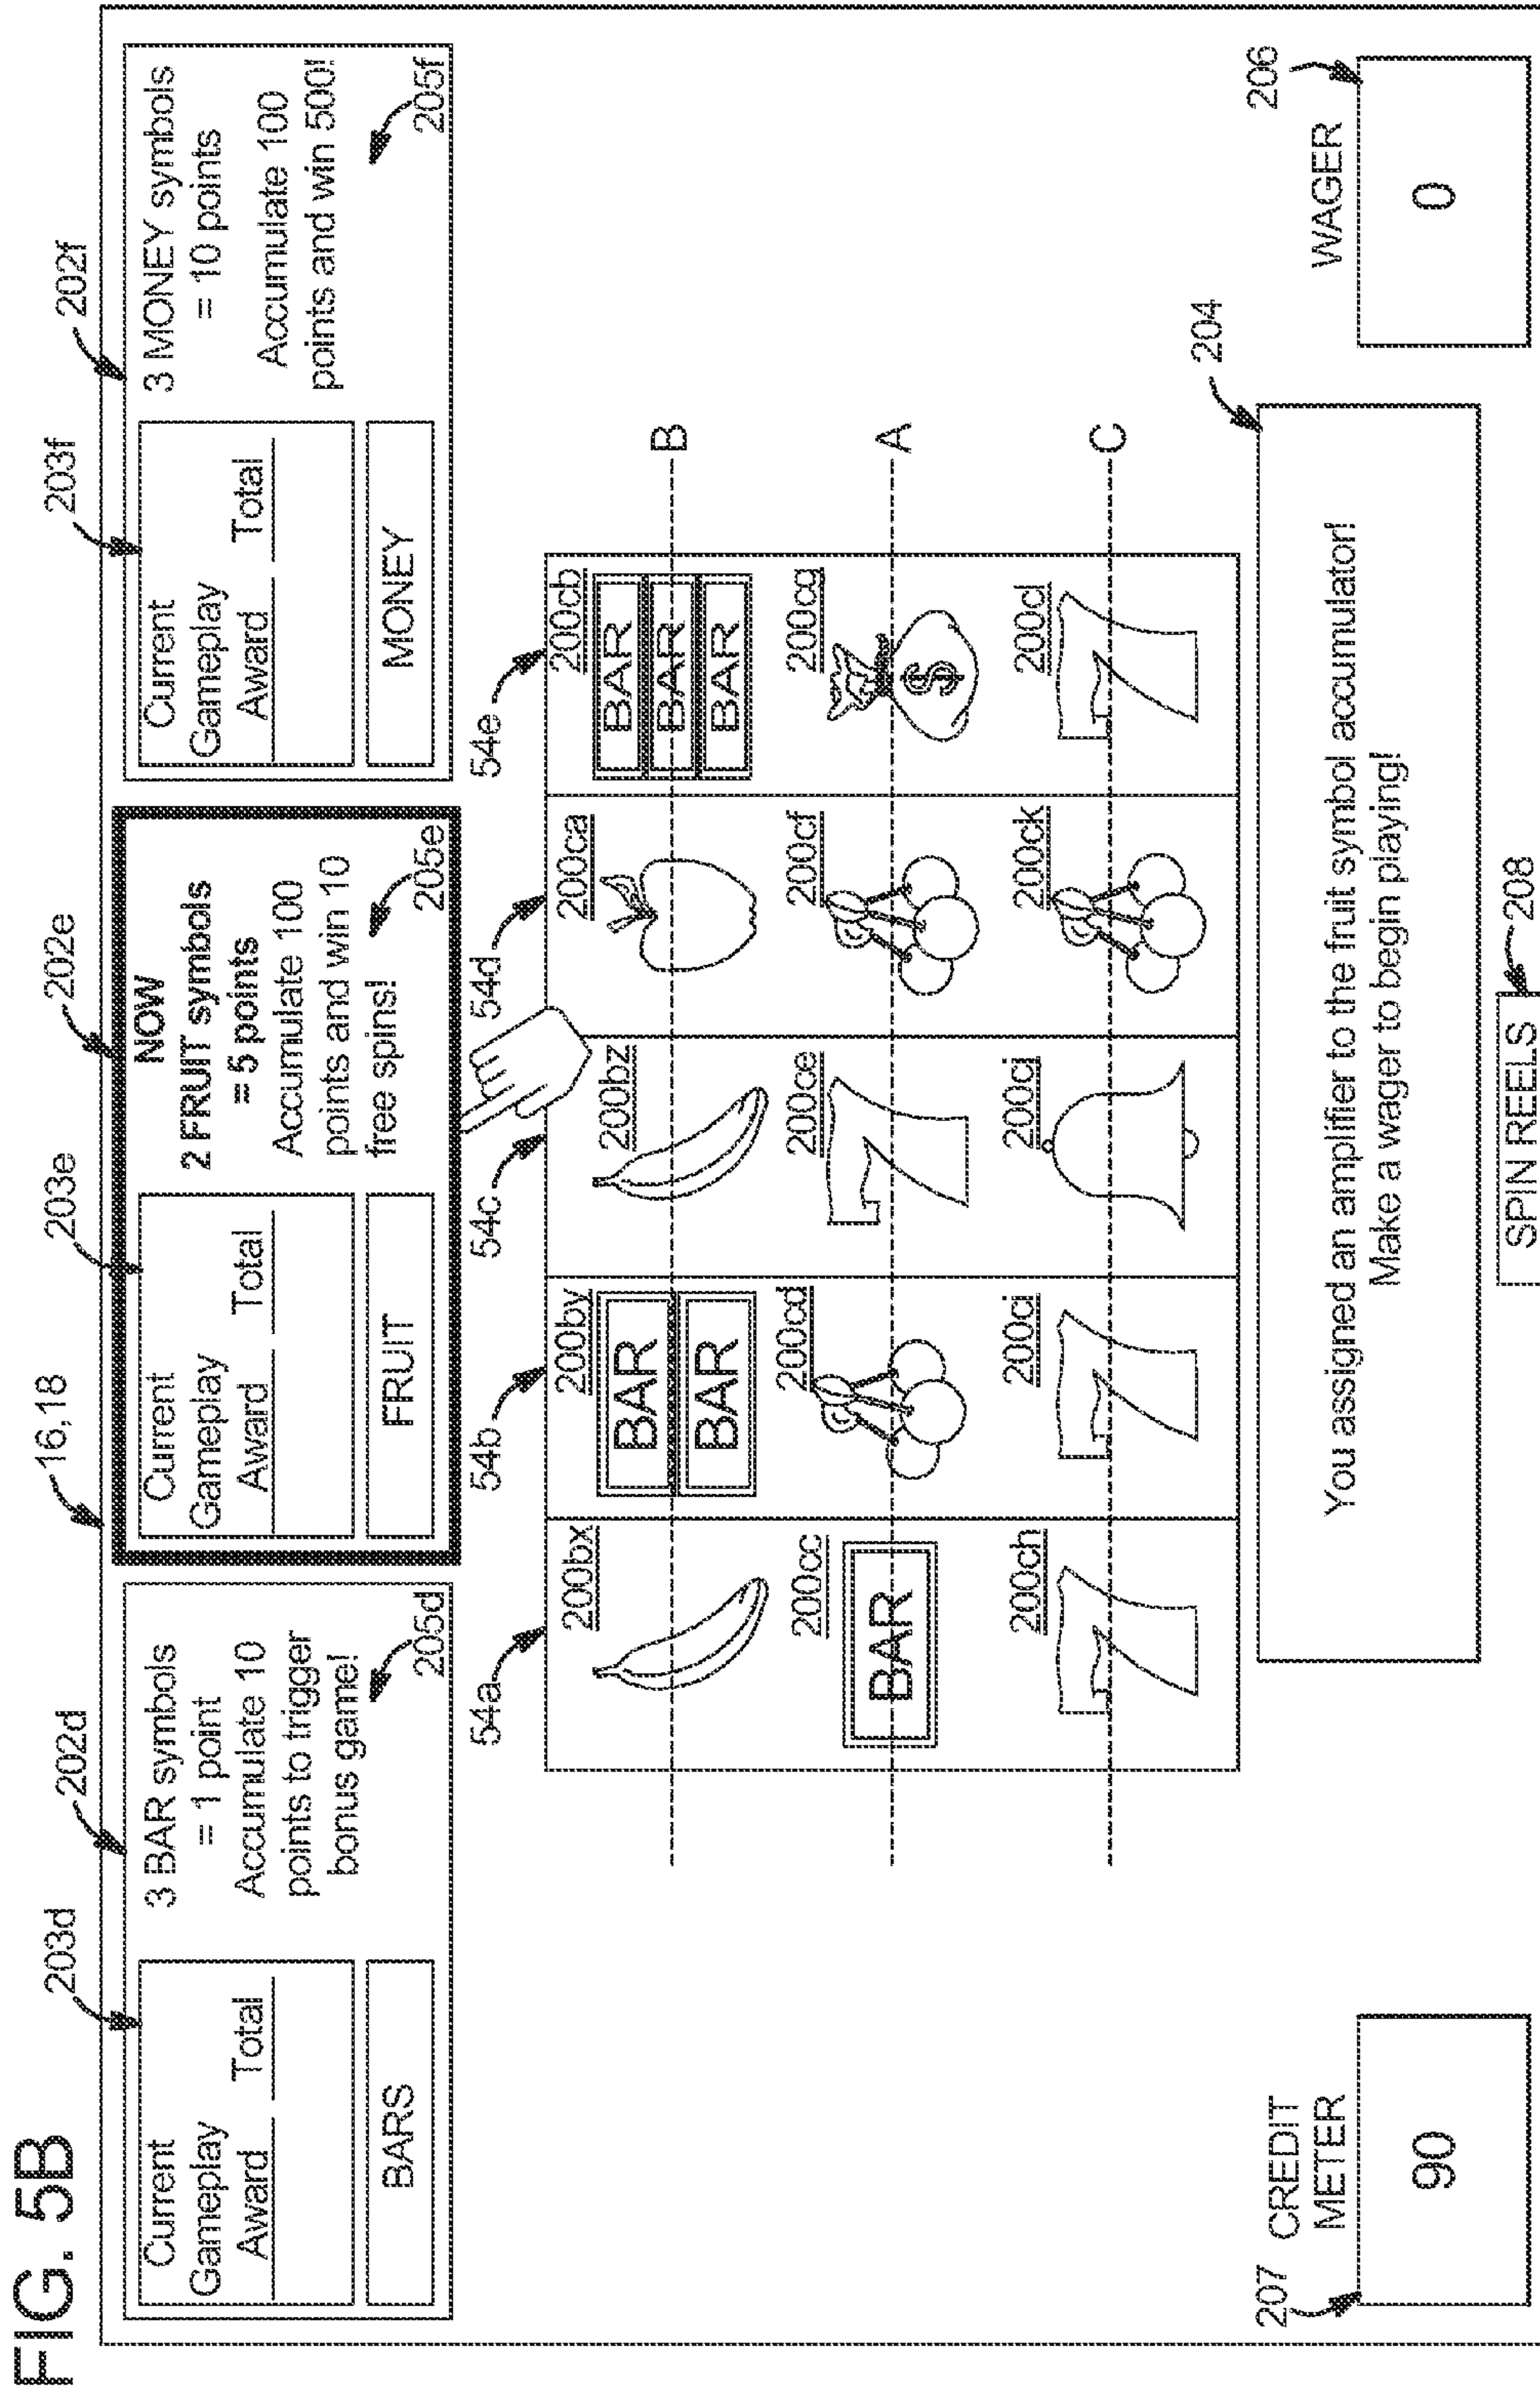 FIG. 5B
16,18
203d
202d
Current
Gameplay
Award Total
BARS
3 BAR symbols
= 1 point
Accumulate 10
points to trigger
bonus game!
205d
203e
202e
Current
Gameplay
Award Total
FRUIT
NOW
2 FRUIT symbols
= 5 points
Accumulate 100
points and win 10
free spins!
205e
203f
202f
Current
Gameplay
Award Total
MONEY
3 MONEY symbols
= 10 points
Accumulate 100
points and win 500!
205f
54a
54b
54c
54d
54e
200bx
200by
BAR
BAR
200bz
200ca
200cb
BAR
BAR
BAR
B
200cc
BAR
200cd
200ce
200cf
200cg
$
A
200ch
200ci
200cj
200ck
200cl
C
204
You assigned an amplifier to the fruit symbol accumulator!
Make a wager to begin playing!
207
CREDIT
METER
90
SPIN REELS
208
206
WAGER
0